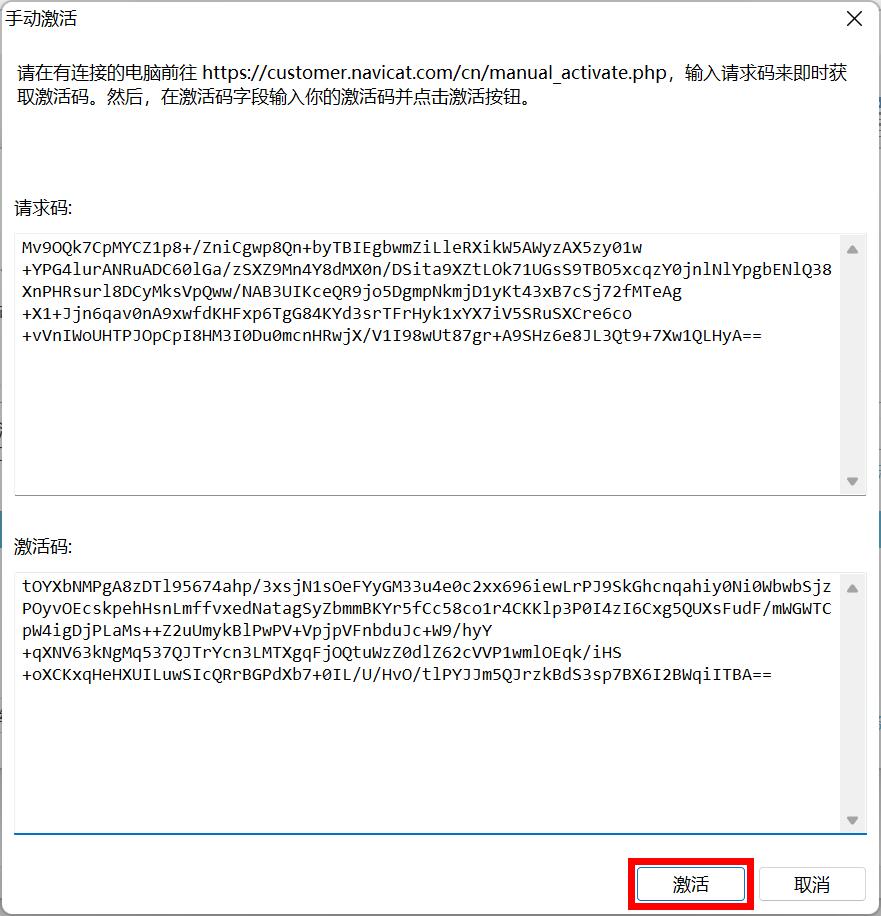 手动激活
请在有连接的电脑前往 https://customer.navicat.com/cn/manual_activate.php，输入请求码来即时获
取激活码。然后，在激活码字段输入你的激活码并点击激活按钮。
请求码:
Mv9OQk7CpMYCZ1p8+/ZniCgwp8Qn+byTBIEgbwmZiLleRXikW5AWyzAX5zy01w
+YPG4lurANRuADC60lGa/zSXZ9Mn4Y8dMX0n/DSita9XZtLOk71UGsS9TBO5xcqzY0jnlNlYpgbENlQ38
XnPHRsurl8DCyMksVpQww/NAB3UIKceQR9jo5DgmpNkmjD1yKt43xB7cSj72fMTeAg
+X1+Jjn6qav0nA9xwfdKHFxp6TgG84KYd3srTFrHyk1xYX7iV5SRuSXCre6co
+vVnIWoUHTPJOpCpI8HM3I0Du0mcnHRwjX/V1I98wUt87gr+A9SHz6e8JL3Qt9+7Xw1QLHyA==
激活码:
tOYXbNMPgA8zDTl95674ahp/3xsjN1sOeFYyGM33u4e0c2xx696iewLrPJ9SkGhcnqahiy0Ni0WbwbSjz
POyvOEcskpehHsnLmffvxedNatagSyZbmmBKYr5fCc58co1r4CKKlp3P0I4zI6Cxg5QUXsFudF/mWGWTC
pW4igDjPLaMs++Z2uUmykBlPwPV+VpjpVFnbduJc+W9/hyY
+qXNV63kNgMq537QJTrYcn3LMTXgqFjOQtuWzZ0dlZ62cVVP1wmlOEqk/iHS
+oXCKxqHeHXUILuwSIcQRrBGPdXb7+0IL/U/HvO/tlPYJJm5QJrzkBdS3sp7BX6I2BWqiITBA==
激活
取消